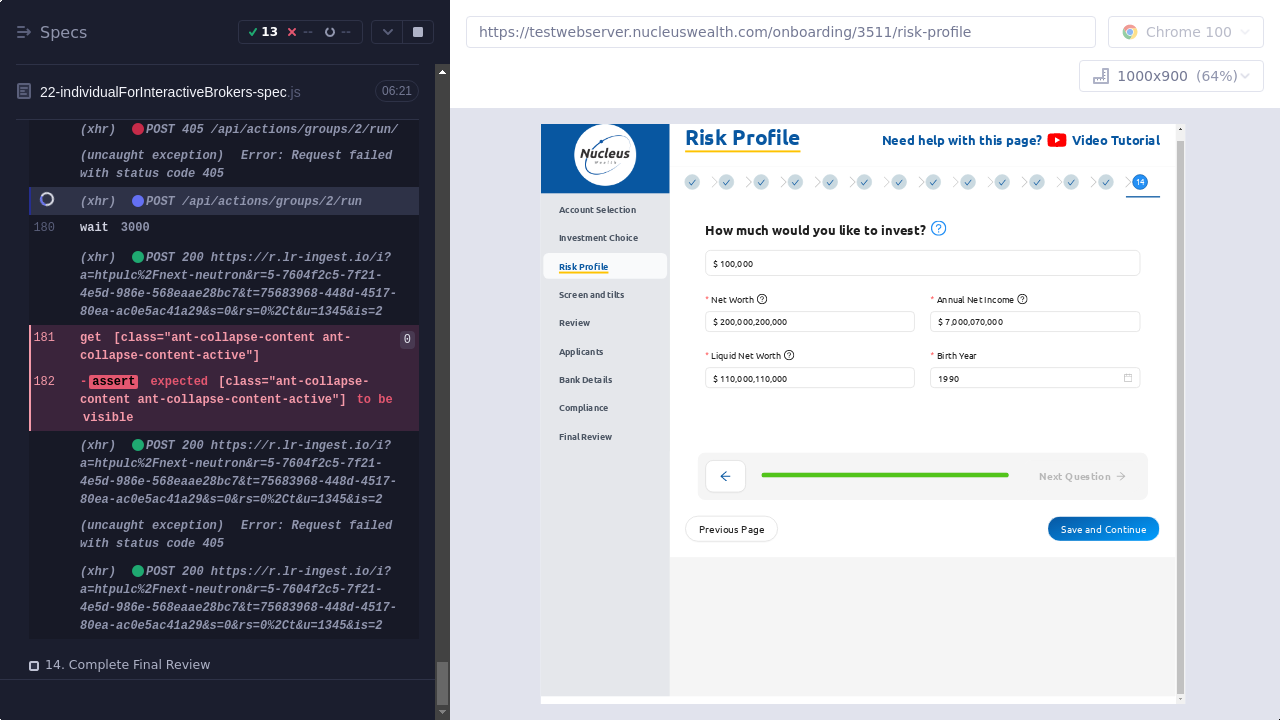 Specs
13
--
--
22-individualForInteractiveBrokers-spec.js
06:21
(xhr) POST 405 /api/actions/groups/2/run/
(uncaught exception) Error: Request failed
with status code 405
(xhr) POST /api/actions/groups/2/run
180 wait 3000
(xhr) POST 200 https://r.lr-ingest.io/i?
a=htpulc%2Fnext-neutron&r=5-7604f2c5-7f21-
4e5d-986e-568eaae28bc7&t=75683968-448d-4517-
80ea-ac0e5ac41a29&s=0&rs=0%2Ct&u=1345&is=2
181 get [class="ant-collapse-content ant-
collapse-content-active"]
0
182 -assert expected [class="ant-collapse-
content ant-collapse-content-active"] to be
visible
(xhr) POST 200 https://r.lr-ingest.io/i?
a=htpulc%2Fnext-neutron&r=5-7604f2c5-7f21-
4e5d-986e-568eaae28bc7&t=75683968-448d-4517-
80ea-ac0e5ac41a29&s=0&rs=0%2Ct&u=1345&is=2
(uncaught exception) Error: Request failed
with status code 405
(xhr) POST 200 https://r.lr-ingest.io/i?
a=htpulc%2Fnext-neutron&r=5-7604f2c5-7f21-
4e5d-986e-568eaae28bc7&t=75683968-448d-4517-
80ea-ac0e5ac41a29&s=0&rs=0%2Ct&u=1345&is=2
14. Complete Final Review
https://testwebserver.nucleuswealth.com/onboarding/3511/risk-profile
Chrome 100
1000x900 (64%)
Nucleus
Wealth
Account Selection
Investment Choice
Risk Profile
Screen and tilts
Review
Applicants
Bank Details
Compliance
Final Review
Risk Profile
Need help with this page? Video Tutorial
14
How much would you like to invest? ?
$ 100,000
* Net Worth ?
* Annual Net Income ?
$ 200,000,200,000
$ 7,000,070,000
* Liquid Net Worth ?
* Birth Year
$ 110,000,110,000
1990
Next Question
Previous Page
Save and Continue